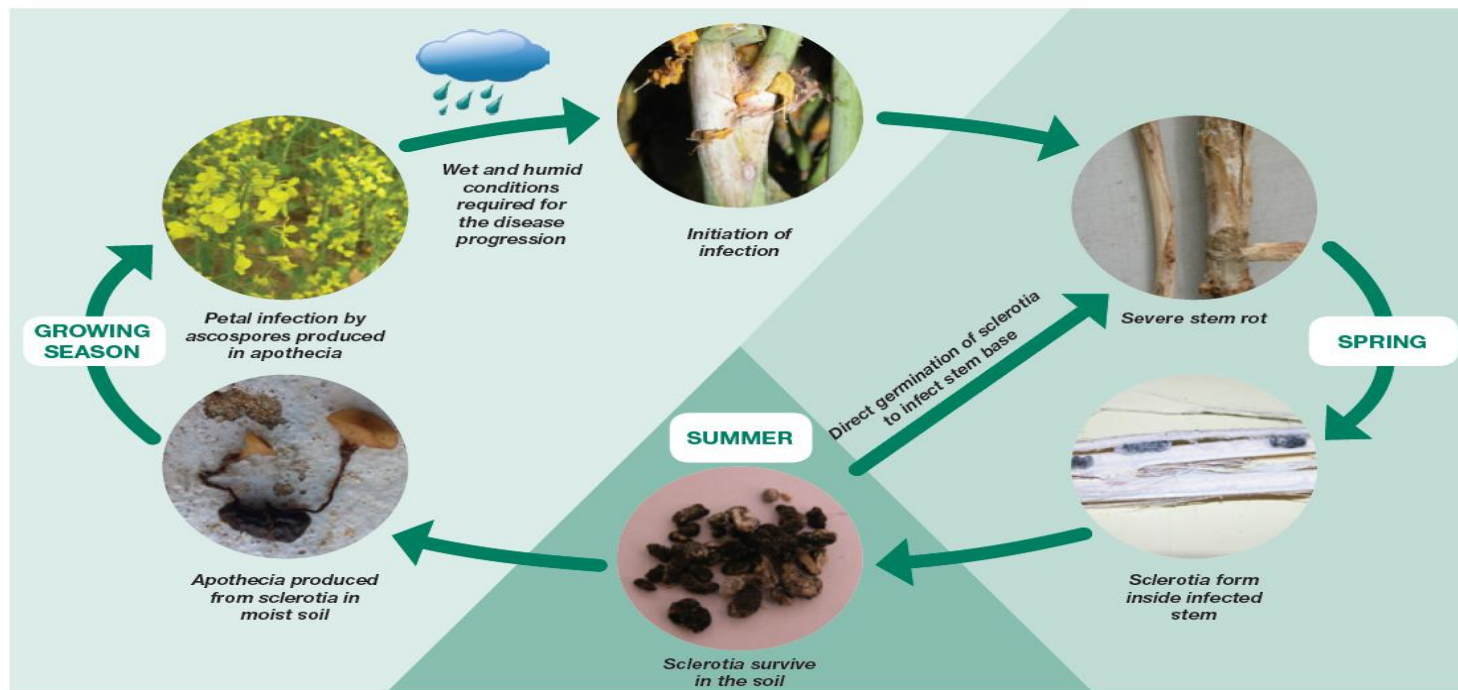 Wet and humid
conditions
required for
the disease
progression
Initiation of
infection
Petal infection by
ascospores produced
in apothecia
Severe stem rot
GROWING
SEASON
SPRING
Direct germination of sclerotia
to infect stem base
SUMMER
Apothecia produced
from sclerotia in
moist soil
Sclerotia survive
in the soil
Sclerotia form
inside infected
stem